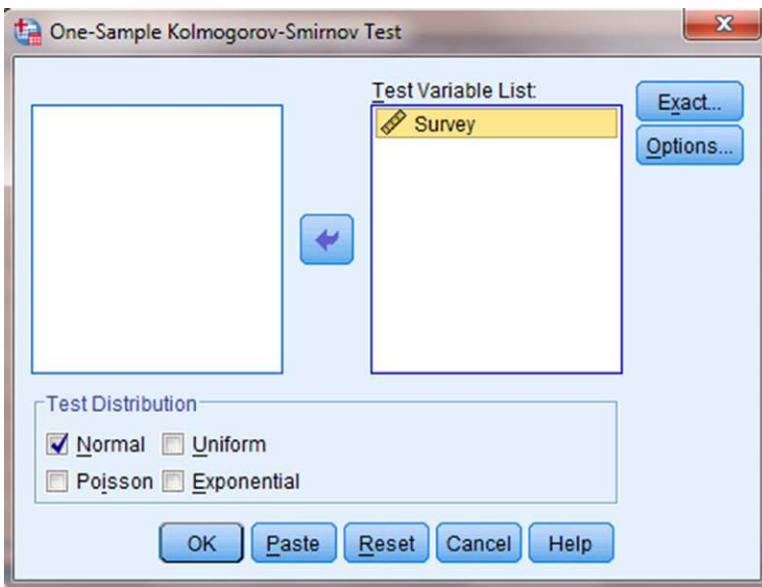 One-Sample Kolmogorov-Smirnov Test
Test Variable List:
Survey
Exact...
Options...
Test Distribution
Normal Uniform
Poisson Exponential
OK Paste Reset Cancel Help